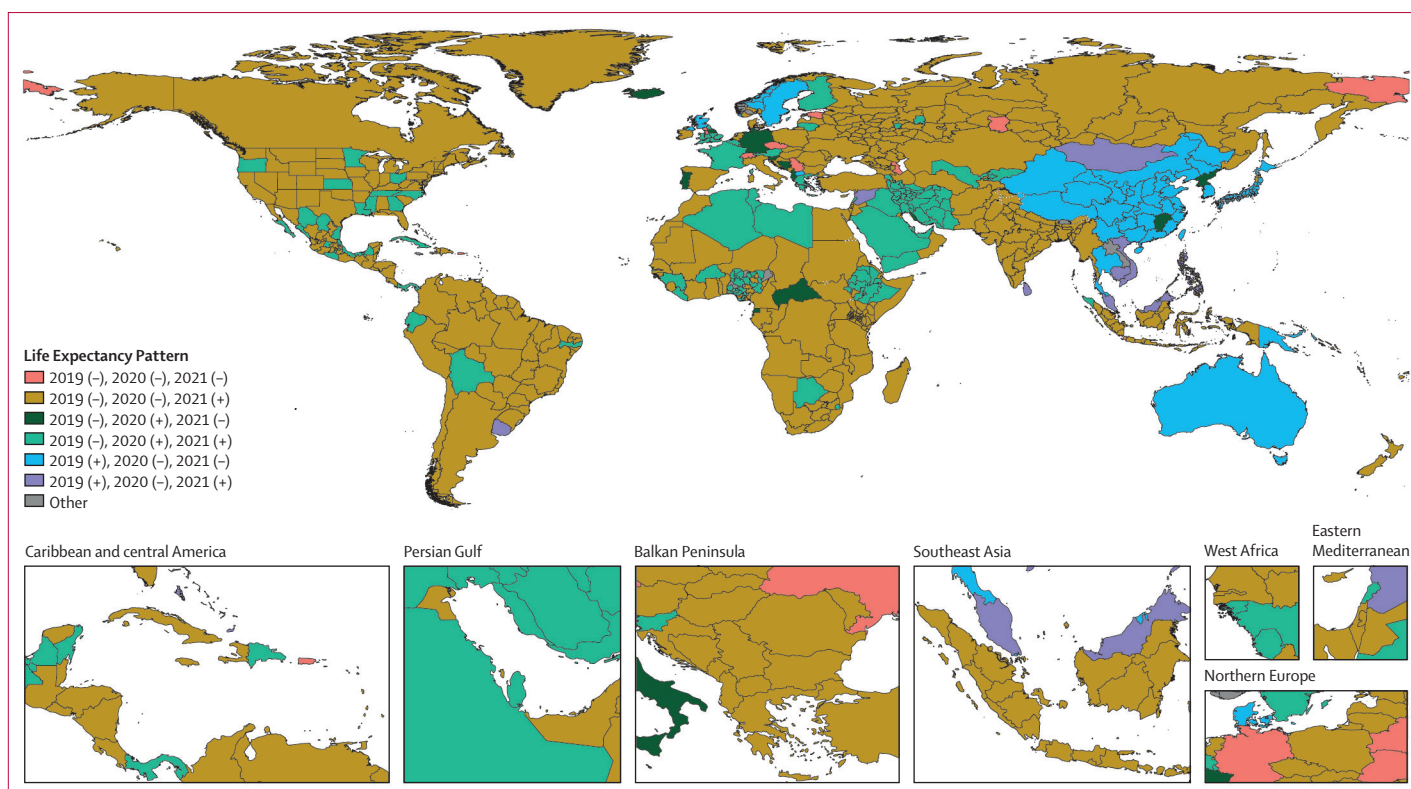 Life Expectancy Pattern
2019 (–), 2020 (–), 2021 (–)
2019 (–), 2020 (–), 2021 (+)
2019 (–), 2020 (+), 2021 (–)
2019 (–), 2020 (+), 2021 (+)
2019 (+), 2020 (–), 2021 (–)
2019 (+), 2020 (–), 2021 (+)
Other
Caribbean and central America
Persian Gulf
Balkan Peninsula
Southeast Asia
West Africa
Eastern
Mediterranean
Northern Europe